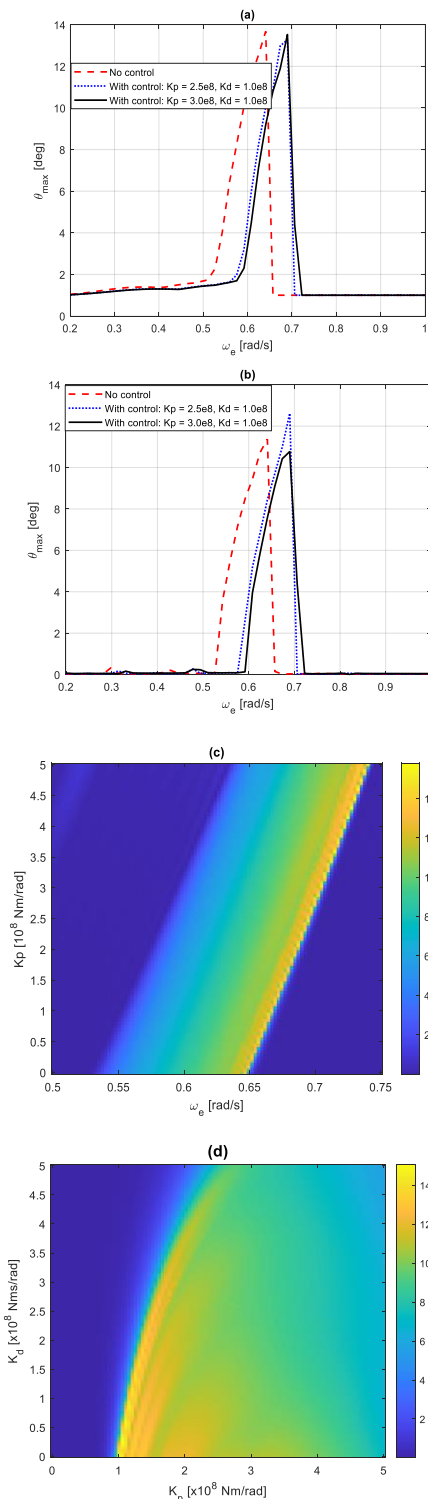 (a)
14
12
10
8
6
4
2
0
θmax [deg]
No control
With control: Kp = 2.5e8, Kd = 1.0e8
With control: Kp = 3.0e8, Kd = 1.0e8
0.2 0.3 0.4 0.5 0.6 0.7 0.8 0.9 1
ωe [rad/s]
(b)
14
12
10
8
6
4
2
0
θmax [deg]
No control
With control: Kp = 2.5e8, Kd = 1.0e8
With control: Kp = 3.0e8, Kd = 1.0e8
0.2 0.3 0.4 0.5 0.6 0.7 0.8 0.9
ωe [rad/s]
(c)
5
4.5
4
3.5
3
2.5
2
1.5
1
0.5
0
Kp [10⁸ Nm/rad]
0.5 0.55 0.6 0.65 0.7 0.75
ωe [rad/s]
8
6
4
2
(d)
5
4.5
4
3.5
3
2.5
2
1.5
1
0.5
0
Kd [x10⁸ Nms/rad]
0 1 2 3 4 5
[x10⁸ Nm/rad]
14
12
10
8
6
4
2